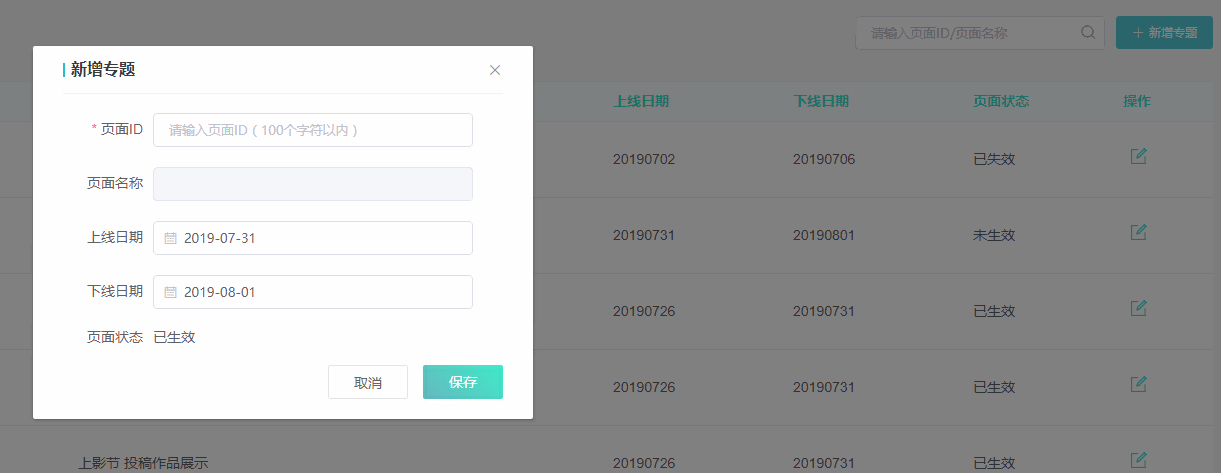 请输入页面ID/页面名称
+ 新增专题
新增专题
* 页面ID 请输入页面ID（100个字符以内）
页面名称
上线日期 2019-07-31
下线日期 2019-08-01
页面状态 已生效
取消 保存
上线日期 下线日期 页面状态 操作
20190702 20190706 已失效
20190731 20190801 未生效
20190726 20190731 已生效
20190726 20190731 已生效
上影节 投稿作品展示 20190726 20190731 已生效